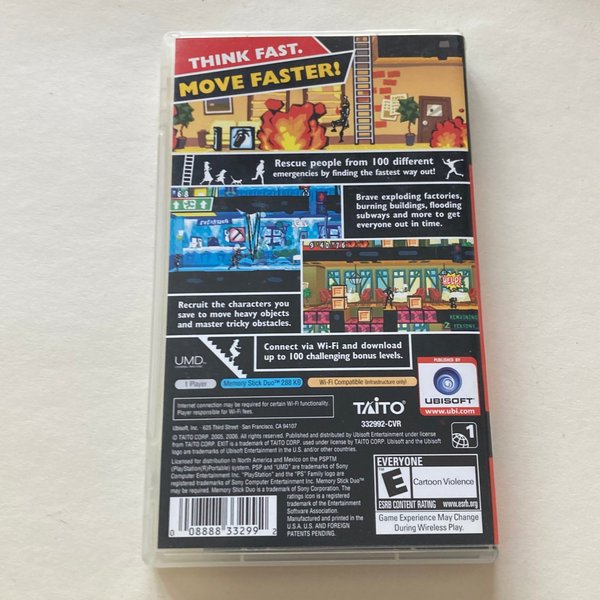 THINK FAST.
MOVE FASTER!
Rescue people from 100 different
emergencies by finding the fastest way out!
Brave exploding factories,
burning buildings, flooding
subways and more to get
everyone out in time.
HELP!
REMAINING
2 PERSONS
Recruit the characters you
save to move heavy objects
and master tricky obstacles.
Connect via Wi-Fi and download
up to 100 challenging bonus levels.
UMD
1 Player
Memory Stick Duo™ 288 KB
Wi-Fi Compatible (Infrastructure only)
PUBLISHED BY
UBISOFT
www.ubi.com
Internet connection may be required for certain Wi-Fi functionality.
Player responsible for Wi-Fi fees.
TAITO
332992-CVR
Ubisoft, Inc. · 625 Third Street · San Francisco, CA 94107
© TAITO CORP. 2005, 2006. All rights reserved. Published and distributed by Ubisoft Entertainment under license
from TAITO CORP. EXIT is a trademark of TAITO CORP. used under license by Ubisoft. Ubisoft and the Ubisoft
logo are trademarks of Ubisoft Entertainment in the U.S. and/or other countries.
1
Licensed for distribution in North America and Mexico on the PSPTM
(PlayStation(R)Portable) system. PSP and "UMD" are trademarks of Sony
Computer Entertainment Inc. "PlayStation" and the "PS" Family logo are
registered trademarks of Sony Computer Entertainment Inc. Memory Stick Duo™
may be required. Memory Stick Duo is a trademark of Sony Corporation. The
ratings icon is a registered
trademark of the Entertainment
Software Association.
Manufactured and printed in the
U.S.A. U.S. AND FOREIGN
PATENTS PENDING.
0 08888 33299 2
EVERYONE
E
Cartoon Violence
ESRB CONTENT RATING www.esrb.org
Game Experience May Change
During Wireless Play.